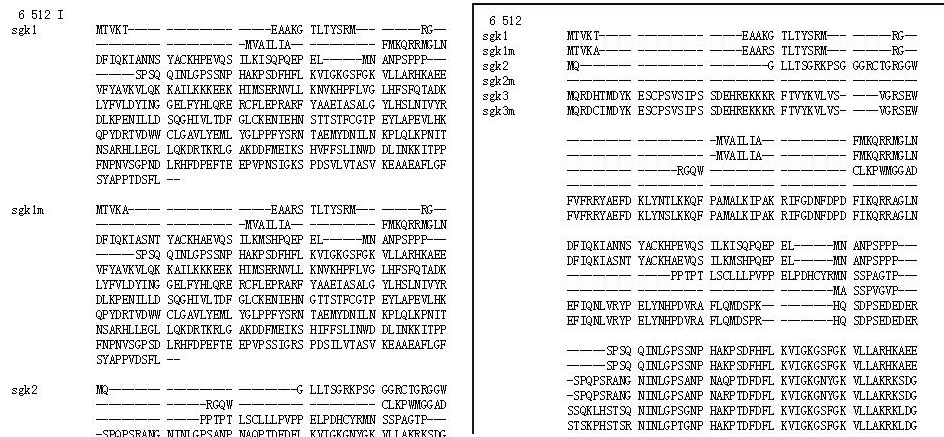 6 512 I
sgk1 MTVKT----- ---------- -----EAAKG TLTYSRM--- -----RG---
---------- ---------- -----MVAILIA-- ---------- FMKQRRMGLN
DFIQKIANNS YACKHPEVQS ILKISQPQEP EL-----MN ANPSPPP---
-----SPSQ QINLGPSSNP HAKPSDFHFL KVIGKGSFGK VLLARHKAEE
VFYAVKVLQK KAILKKKEEK HIMSERNVLL KNVKHPFLVG LHFSFQTADK
LYFVLDYING GELFYHLQRE RCFLEPRARF YAAEIASALG YLHSLNIVYR
DLKPENILLD SQGHIVLTDF GLCKENIEHN STTSTFCGTP EYLAPEVLHK
QPYDRTVDWW CLGAVLYEML YGLPPFYSRN TAEMYDNILN KPLQLKPNIT
NSARHLLEGL LQKDRTKRLG AKDDFMEIKS HVFFSLINWD DLINKKITPP
FNPNVSGPND LRHFDPEFTE EPVPNSIGKS PDSVLVTASV KEAAEAFLGF
SYAPPTDSFL --
sgk1m MTVKA----- ---------- -----EAARS TLTYSRM--- -----RG---
---------- ---------- -----MVAILIA-- ---------- FMKQRRMGLN
DFIQKIASNT YACKHAEVQS ILKMSHPQEP EL-----MN ANPSPPP---
-----SPSQ QINLGPSSNP HAKPSDFHFL KVIGKGSFGK VLLARHKAEE
VFYAVKVLQK KAILKKKEEK HIMSERNVLL KNVKHPFLVG LHFSFQTADK
LYFVLDYING GELFYHLQRE RCFLEPRARF YAAEIASALG YLHSLNIVYR
DLKPENILLD SQGHIVLTDF GLCKENIEHN GTTSTFCGTP EYLAPEVLHK
QPYDRTVDWW CLGAVLYEML YGLPPFYSRN TAEMYDNILN KPLQLKPNIT
NSARHLLEGL LQKDRTKRLG AKDDFMEIKS HIFFSLINWD DLINKKITPP
FNPNVSGPSD LRHFDPEFTE EPVPSSIGRS PDSILVTASV KEAAEAFLGF
SYAPPVDSFL --
sgk2 MQ-------- ---------- ---------G LLTSGRKPSG GGRCTGRGGW
---------- ------RGQW ---------- ---------- CLKPWMGGAD
---------- -----PPTPT LSCLLLPVPP ELPDHCYRMN SSPAGTP---
-SPQPSRANG NINLGPSANP NAQPTDFDFL KVIGKGNYGK VLLAKRKSDG

6 512
sgk1 MTVKT----- ---------- -----EAAKG TLTYSRM--- -----RG---
sgk1m MTVKA----- ---------- -----EAARS TLTYSRM--- -----RG---
sgk2 MQ-------- ---------- ---------G LLTSGRKPSG GGRCTGRGGW
sgk2m ---------- ---------- ---------- ---------- ----------
sgk3 MQRDHTMDYK ESCPSVSIPS SDEHREKKKR FTVYKVLVS- ---VGRSEW
sgk3m MQRDCIMDYK ESCPSVSIPS SDEHREKKKR FTVYKVLVS- ---VGRSEW
---------- ---------- -MVAILIA-- ---------- FMKQRRMGLN
---------- ---------- -MVAILIA-- ---------- FMKQRRMGLN
---------- ------RGQW ---------- ---------- CLKPWMGGAD
---------- ---------- ---------- ---------- ----------
FVFRRYAEFD KLYNTLKKQF PAMALKIPAK RIFGDNFDPD FIKQRRAGLN
FVFRRYAEFD KLYNSLKKQF PAMALKIPAK RIFGDNFDPD FIKQRRAGLN
DFIQKIANNS YACKHPEVQS ILKISQPQEP EL-----MN ANPSPPP---
DFIQKIASNT YACKHAEVQS ILKMSHPQEP EL-----MN ANPSPPP---
---------- -----PPTPT LSCLLLPVPP ELPDHCYRMN SSPAGTP---
---------- ---------- ---------- --------MA SSPVGVP---
EFIQNLVRYP ELYNHPDVRA FLQMDSPK-- --------HQ SDPSEDEDER
EFIQNLVRYP ELYNHPDVRA FLQMDSPR-- --------HQ SDPSEDEDER
-----SPSQ QINLGPSSNP HAKPSDFHFL KVIGKGSFGK VLLARHKAEE
-----SPSQ QINLGPSSNP HAKPSDFHFL KVIGKGSFGK VLLARHKAEE
-SPQPSRANG NINLGPSANP NAQPTDFDFL KVIGKGNYGK VLLAKRKSDG
-SPQPSRANG NINLGPSANP NARPTDFDFL KVIGKGNYGK VLLAKRKSDG
SSQKLHSTSQ NINLGPTGNP HAKPTDFDFL KVIGKGSFGK VLLAKRKLDG
STSKPHSTSR NINLGPSGNP HAKPTDFDFL KVIGKGSFGK VLLAKRKLDG